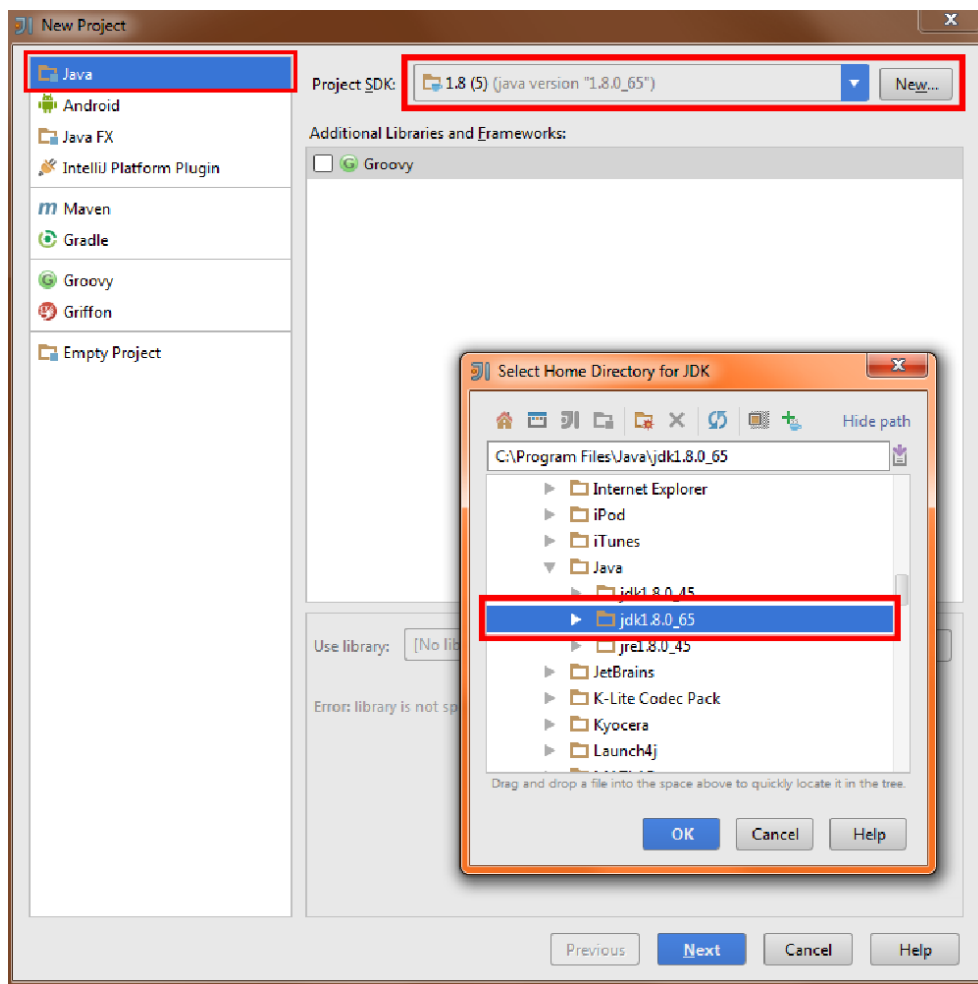 New Project
Java
Android
Java FX
IntelliJ Platform Plugin
Maven
Gradle
Groovy
Griffon
Empty Project
Project SDK: 1.8 (5) (java version "1.8.0_65") New...
Additional Libraries and Frameworks:
Groovy
Use library: [No lib
Error: library is not sp
Select Home Directory for JDK
Hide path
C:\Program Files\Java\jdk1.8.0_65
Internet Explorer
iPod
iTunes
Java
jdk1.8.0_45
jdk1.8.0_65
jre1.8.0_45
JetBrains
K-Lite Codec Pack
Kyocera
Launch4j
Drag and drop a file into the space above to quickly locate it in the tree.
OK Cancel Help
Previous Next Cancel Help